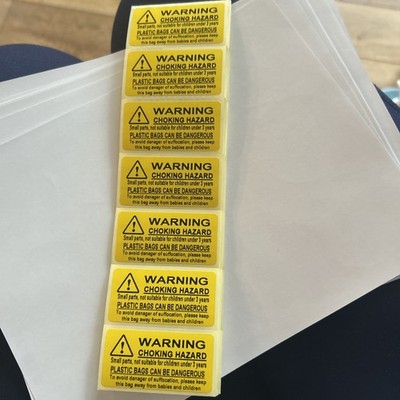 WARNING
CHOKING HAZARD
Small parts, not suitable for children under 3 years
PLASTIC BAGS CAN BE DANGEROUS
To avoid danager of suffocation, please keep
this bag away from babies and children
WARNING
CHOKING HAZARD
Small parts, not suitable for children under 3 years
PLASTIC BAGS CAN BE DANGEROUS
To avoid danager of suffocation, please keep
this bag away from babies and children
WARNING
CHOKING HAZARD
Small parts, not suitable for children under 3 years
PLASTIC BAGS CAN BE DANGEROUS
To avoid danager of suffocation, please keep
this bag away from babies and children
WARNING
CHOKING HAZARD
Small parts, not suitable for children under 3 years
PLASTIC BAGS CAN BE DANGEROUS
To avoid danager of suffocation, please keep
this bag away from babies and children
WARNING
CHOKING HAZARD
Small parts, not suitable for children under 3 years
PLASTIC BAGS CAN BE DANGEROUS
To avoid danager of suffocation, please keep
this bag away from babies and children
WARNING
CHOKING HAZARD
Small parts, not suitable for children under 3 years
PLASTIC BAGS CAN BE DANGEROUS
To avoid danager of suffocation, please keep
this bag away from babies and children
WARNING
CHOKING HAZARD
Small parts, not suitable for children under 3 years
PLASTIC BAGS CAN BE DANGEROUS
To avoid danager of suffocation, please keep
this bag away from babies and children